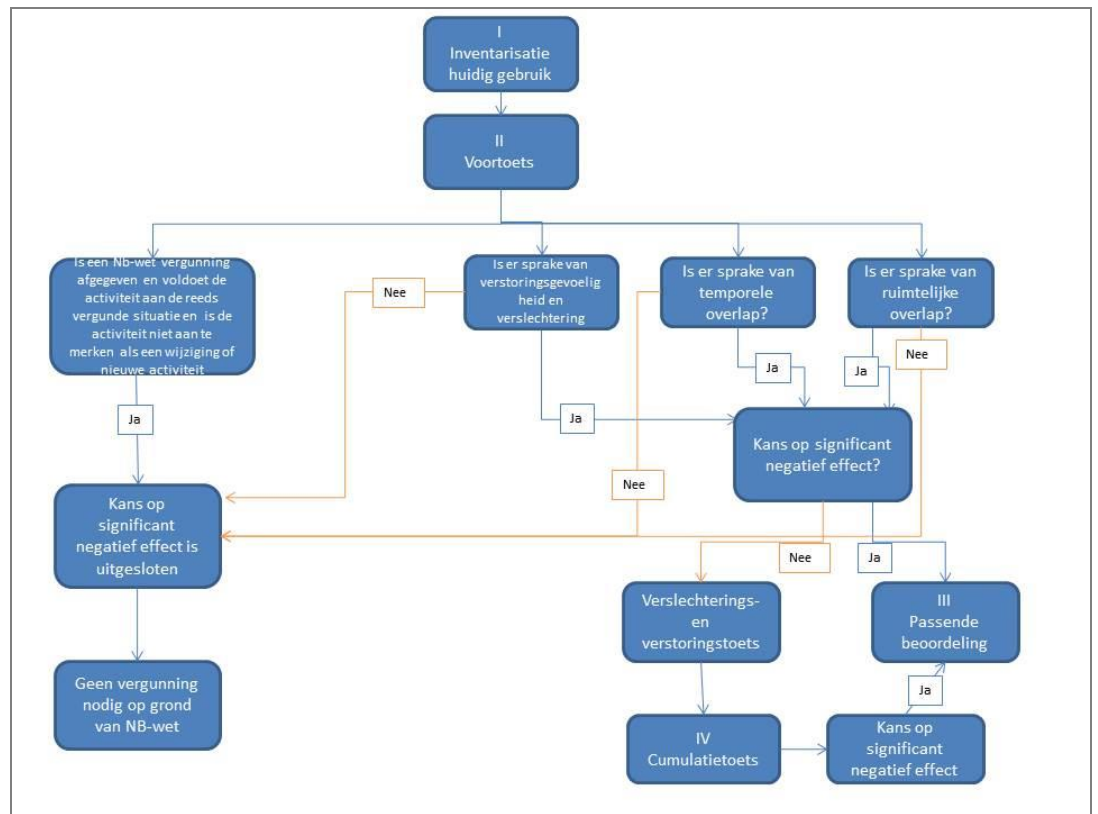 I
Inventarisatie
huidig gebruik
II
Voortoets
Is een Nb-wet vergunning
afgegeven en voldoet de
activiteit aan de reeds
vergunde situatie en is de
activiteit niet aan te
merken als een wijziging of
nieuwe activiteit
Is er sprake van
verstoringsgevoelig
heid en
verslechtering
Is er sprake van
temporele
overlap?
Is er sprake van
ruimtelijke
overlap?
Nee
Nee
Ja
Ja
Ja
Ja
Kans op significant
negatief effect?
Nee
Kans op
significant
negatief effect is
uitgesloten
Nee
Ja
Verslechterings-
en
verstoringstoets
III
Passende
beoordeling
Geen vergunning
nodig op grond
van NB-wet
Ja
IV
Cumulatietoets
Kans op
significant
negatief effect